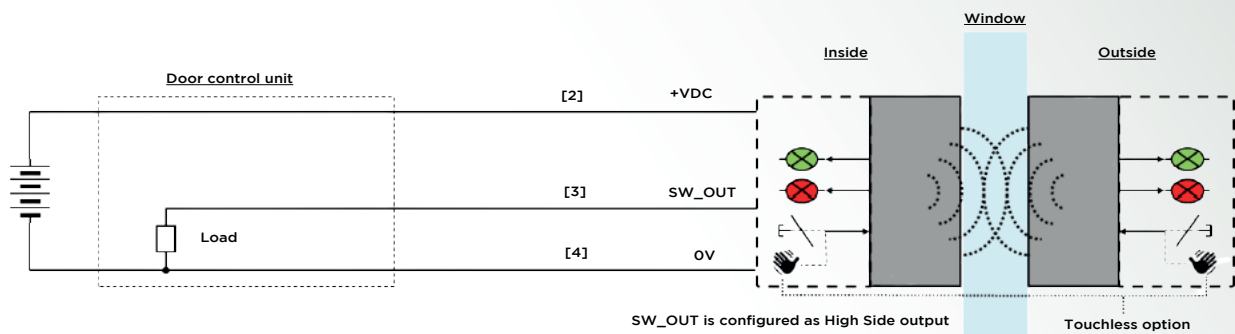 Window
Inside
Outside
Door control unit
[2]
+VDC
[3]
SW_OUT
Load
[4]
0V
SW_OUT is configured as High Side output
Touchless option